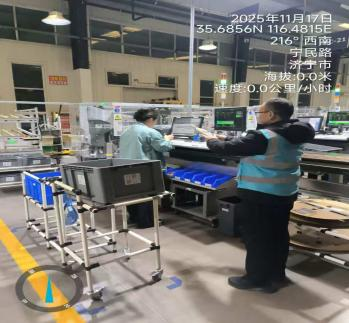 2025年11月17日
35.6856N 116.4815E
216° 西南
宁民路
济宁市
海拔:0.0米
速度:0.0公里/小时